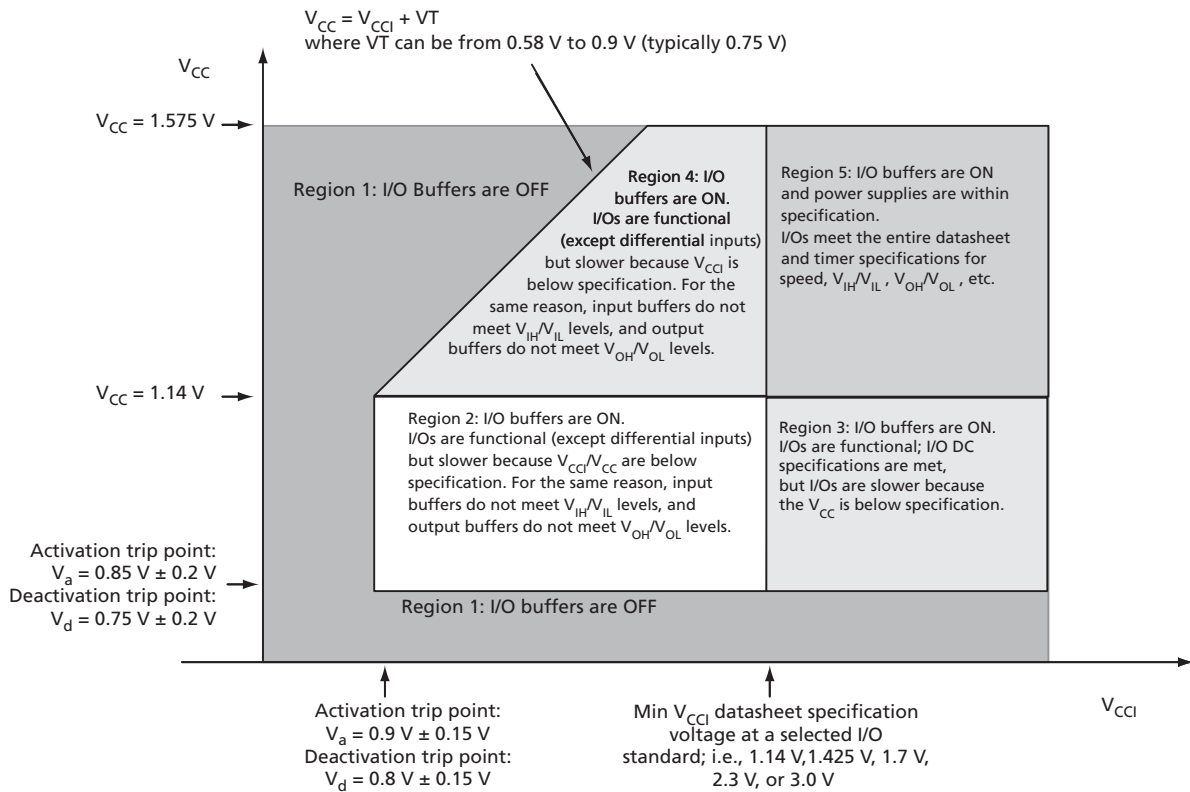 V_CC = V_CCI + VT
where VT can be from 0.58 V to 0.9 V (typically 0.75 V)
V_CC
V_CC = 1.575 V
Region 1: I/O Buffers are OFF
Region 4: I/O
buffers are ON.
I/Os are functional
(except differential inputs)
but slower because V_CCI is
below specification. For the
same reason, input buffers do not
meet V_IH/V_IL levels, and output
buffers do not meet V_OH/V_OL levels.
Region 5: I/O buffers are ON
and power supplies are within
specification.
I/Os meet the entire datasheet
and timer specifications for
speed, V_IH/V_IL , V_OH/V_OL , etc.
V_CC = 1.14 V
Region 2: I/O buffers are ON.
I/Os are functional (except differential inputs)
but slower because V_CCI/V_CC are below
specification. For the same reason, input
buffers do not meet V_IH/V_IL levels, and
output buffers do not meet V_OH/V_OL levels.
Region 3: I/O buffers are ON.
I/Os are functional; I/O DC
specifications are met,
but I/Os are slower because
the V_CC is below specification.
Activation trip point:
V_a = 0.85 V ± 0.2 V
Deactivation trip point:
V_d = 0.75 V ± 0.2 V
Region 1: I/O buffers are OFF
Activation trip point:
V_a = 0.9 V ± 0.15 V
Deactivation trip point:
V_d = 0.8 V ± 0.15 V
Min V_CCI datasheet specification
voltage at a selected I/O
standard; i.e., 1.14 V,1.425 V, 1.7 V,
2.3 V, or 3.0 V
V_CCI